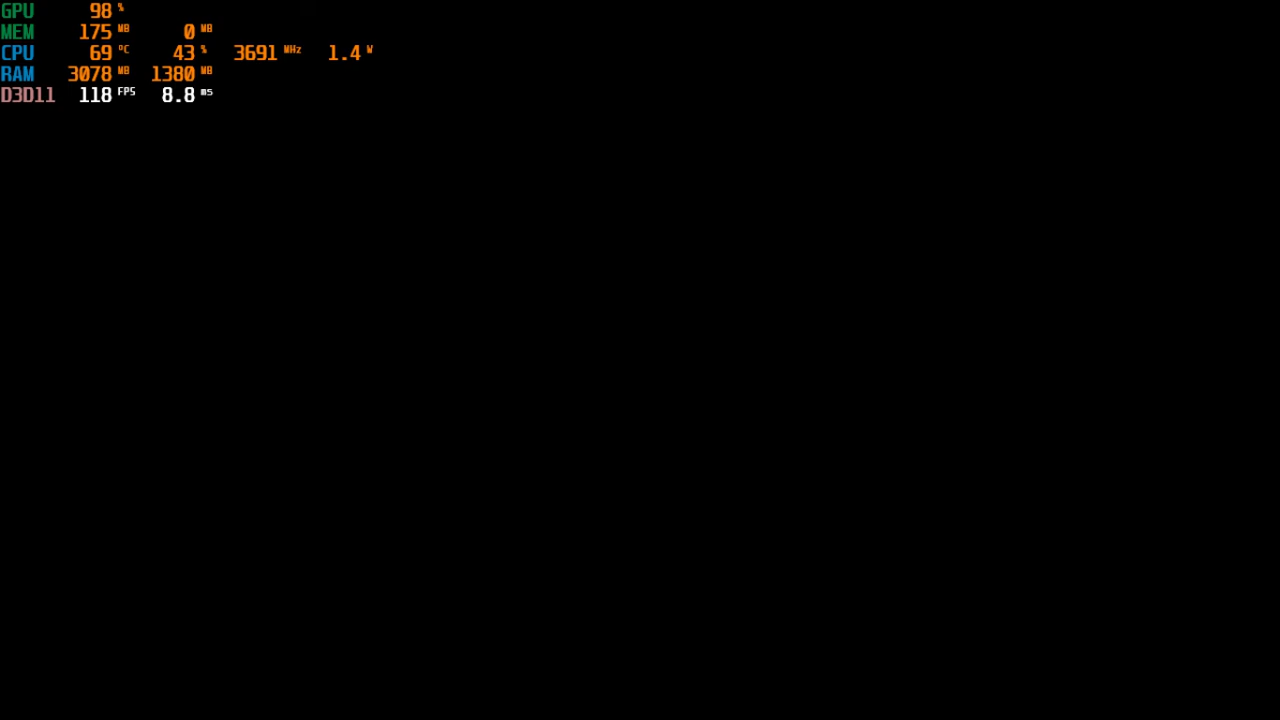 GPU 98 %
MEM 175 MB 0 MB
CPU 69 °C 43 % 3691 MHz 1.4 W
RAM 3078 MB 1380 MB
D3D11 118 FPS 8.8 ms